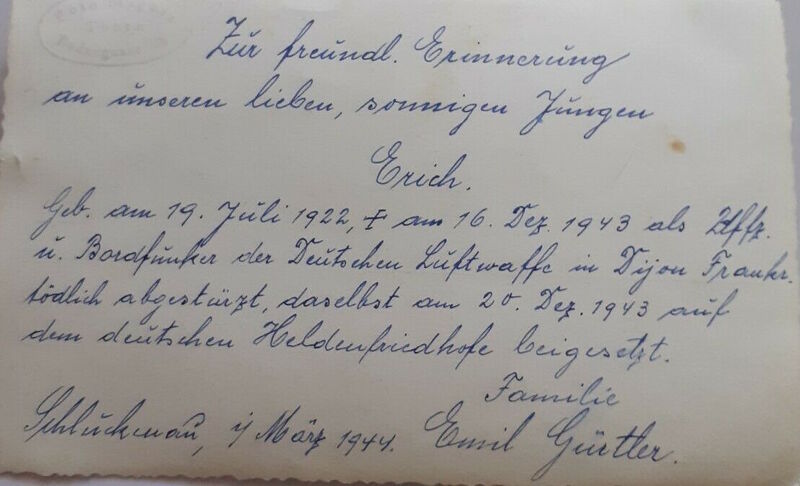 Zur freundl. Erinnerung
an unseren lieben, sonnigen Jungen
Erich.
Geb. am 19. Juli 1922, † am 16. Dez. 1943 als Uffz.
u. Bordfunker der Deutschen Luftwaffe in Dijon Frankr.
tödlich abgestürzt, daselbst am 20. Dez. 1943 auf
dem deutschen Heldenfriedhofe beigesetzt.
Familie
Schluckenau, i/ März 1944. Emil Gürtler.